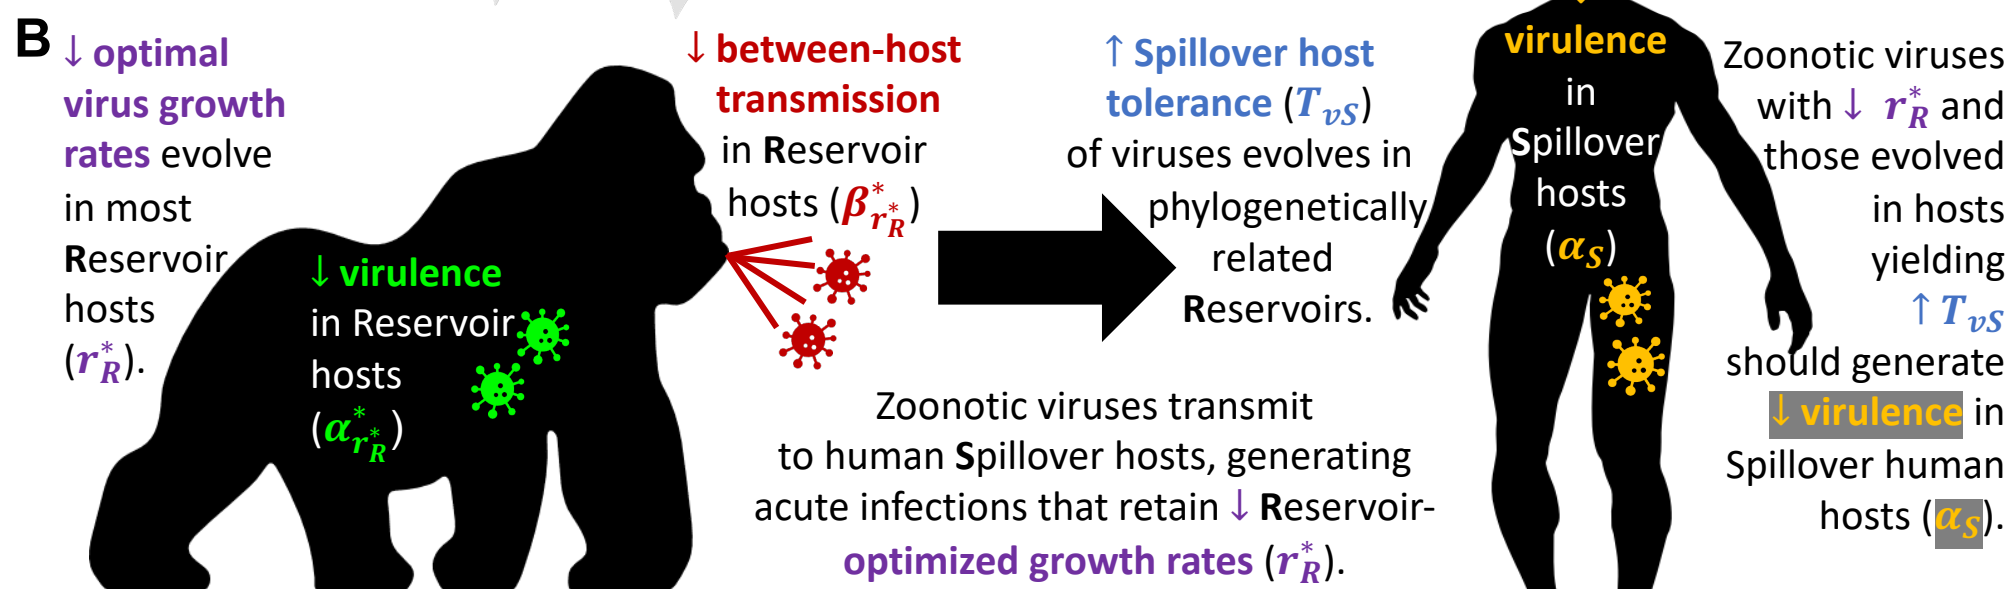 B
↓ optimal
virus growth
rates evolve
in most
Reservoir
hosts
(r*R).
↓ virulence
in Reservoir
hosts
(α*r*R)
↓ between-host
transmission
in Reservoir
hosts (β*r*R)
↑ Spillover host
tolerance (TvS)
of viruses evolves in
phylogenetically
related
Reservoirs.
Zoonotic viruses transmit
to human Spillover hosts, generating
acute infections that retain ↓ Reservoir-
optimized growth rates (r*R).
virulence
in
Spillover
hosts
(αS)
Zoonotic viruses
with ↓ r*R and
those evolved
in hosts
yielding
↑ TvS
should generate
↓ virulence in
Spillover human
hosts (αS).